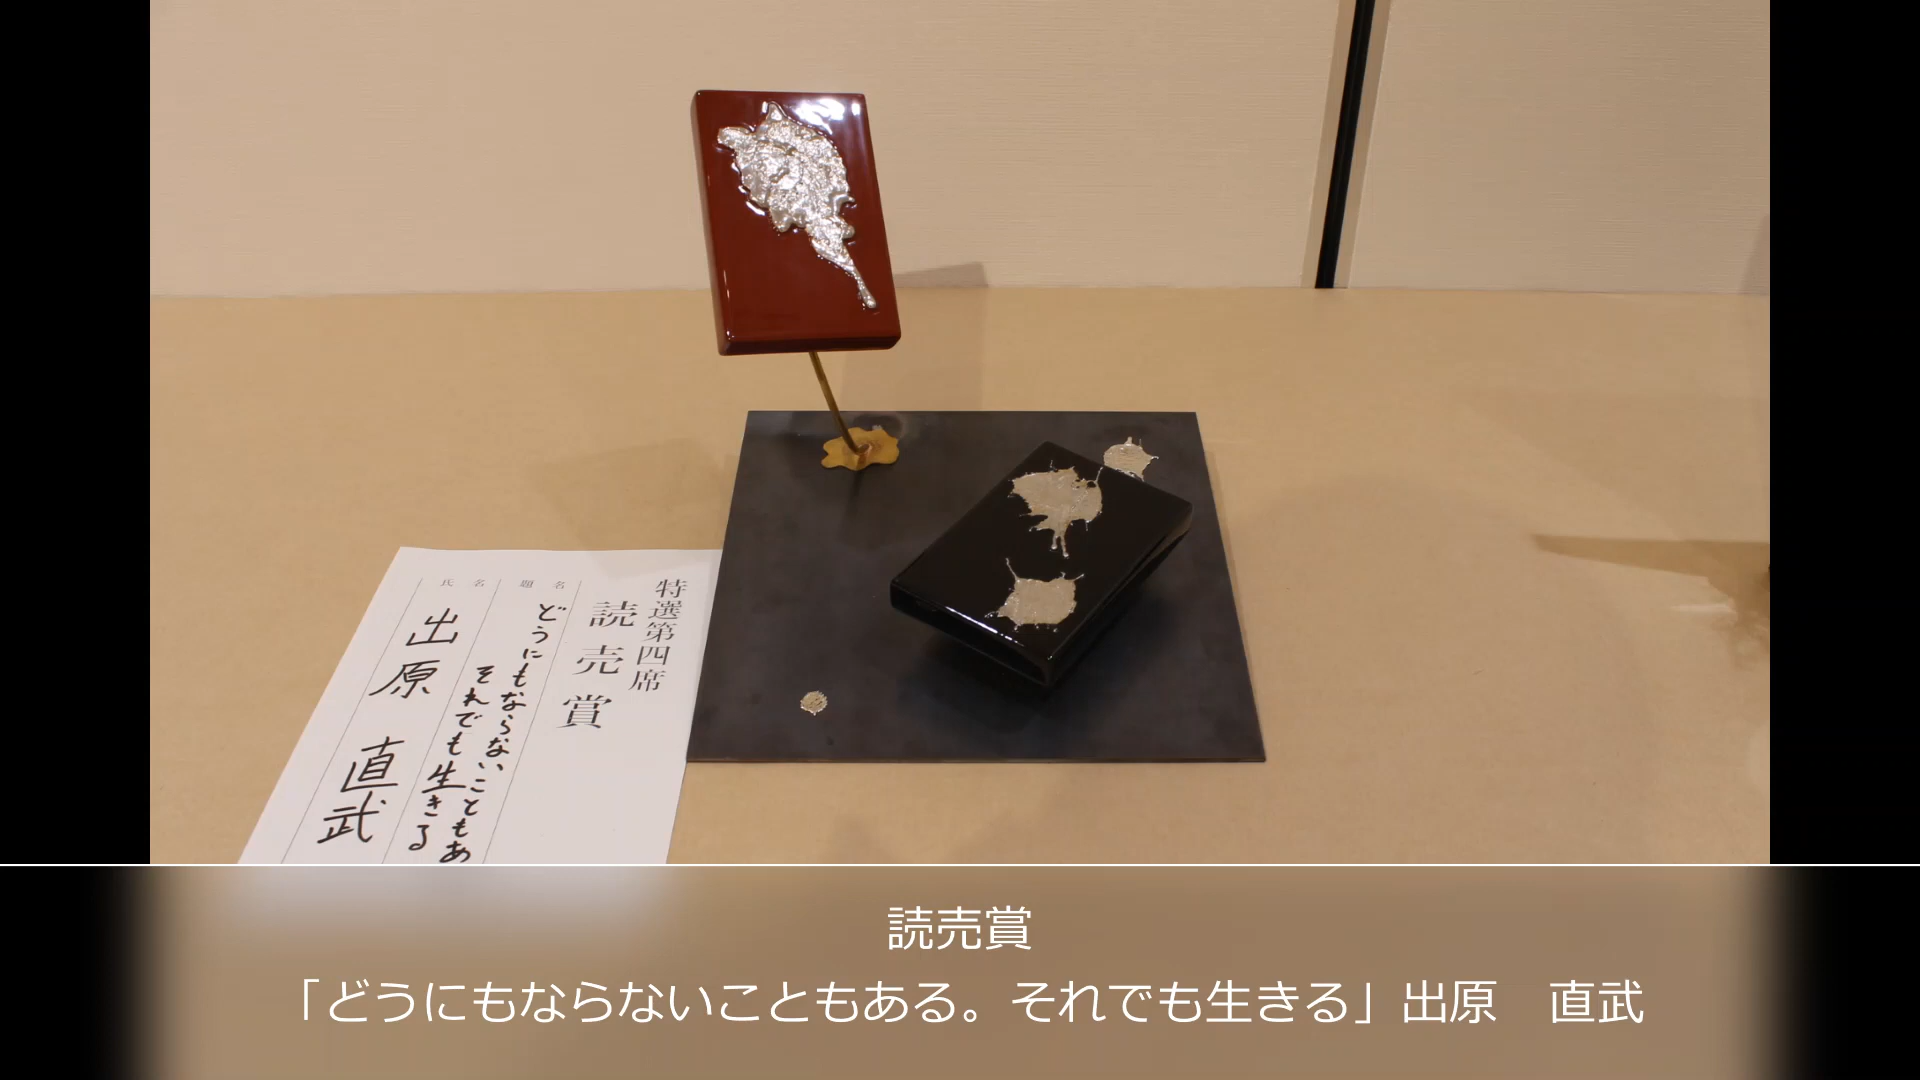 特選第四席
読売賞
題名
どうにもならないこともあ
それでも生きる
氏名
出原 直武
読売賞
「どうにもならないこともある。それでも生きる」出原　直武